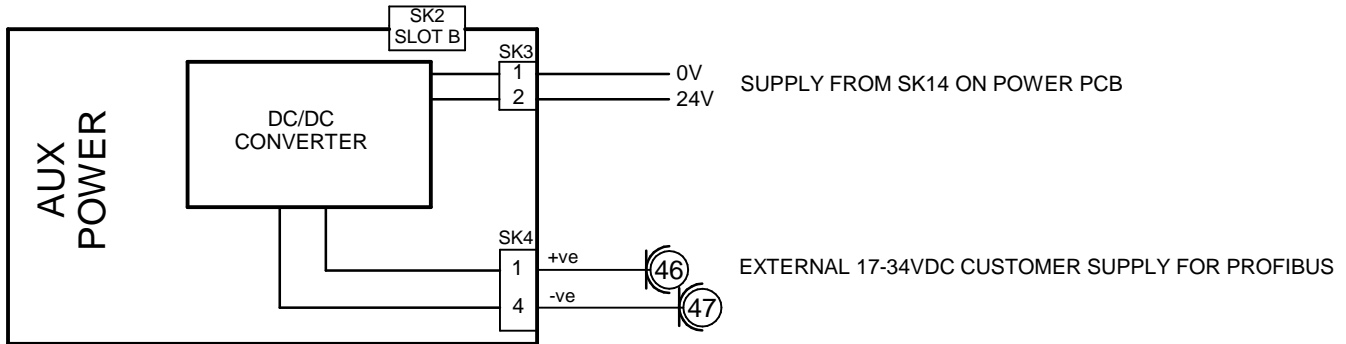 SK2
SLOT B
SK3
1
0V
2
24V
SUPPLY FROM SK14 ON POWER PCB
DC/DC
CONVERTER
AUX
POWER
SK4
1
+ve
46
EXTERNAL 17-34VDC CUSTOMER SUPPLY FOR PROFIBUS
4
-ve
47